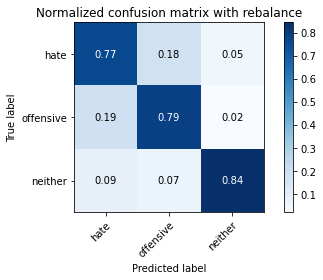 Normalized confusion matrix with rebalance
True label
hate 0.77 0.18 0.05
offensive 0.19 0.79 0.02
neither 0.09 0.07 0.84
hate offensive neither
Predicted label
0.8
0.7
0.6
0.5
0.4
0.3
0.2
0.1